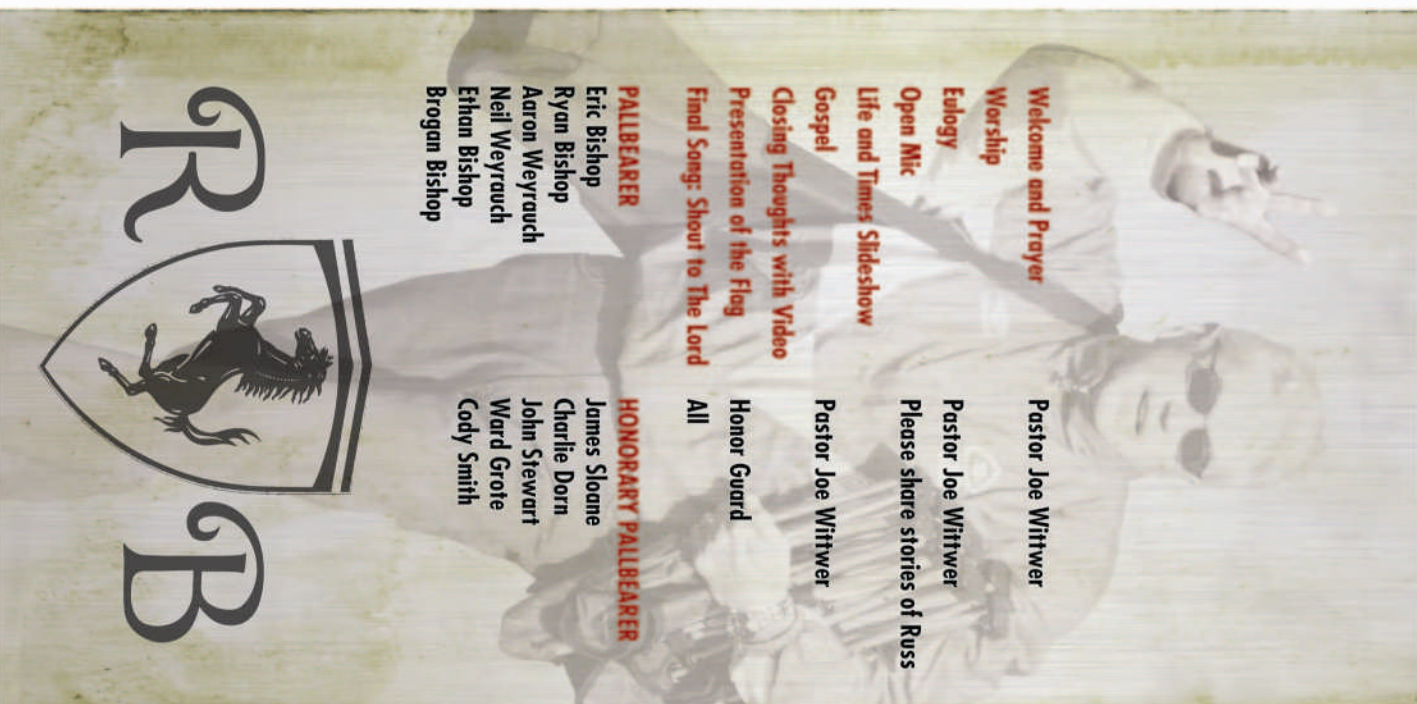 Welcome and Prayer Pastor Joe Wittwer
Worship
Eulogy Pastor Joe Wittwer
Open Mic Please share stories of Russ
Life and Times Slideshow
Gospel Pastor Joe Wittwer
Closing Thoughts with Video
Presentation of the Flag Honor Guard
Final Song: Shout to The Lord All
PALLBEARER HONORARY PALLBEARER
Eric Bishop James Sloane
Ryan Bishop Charlie Dorn
Aaron Weyrauch John Stewart
Neil Weyrauch Ward Grote
Ethan Bishop Cody Smith
Brogan Bishop
R B